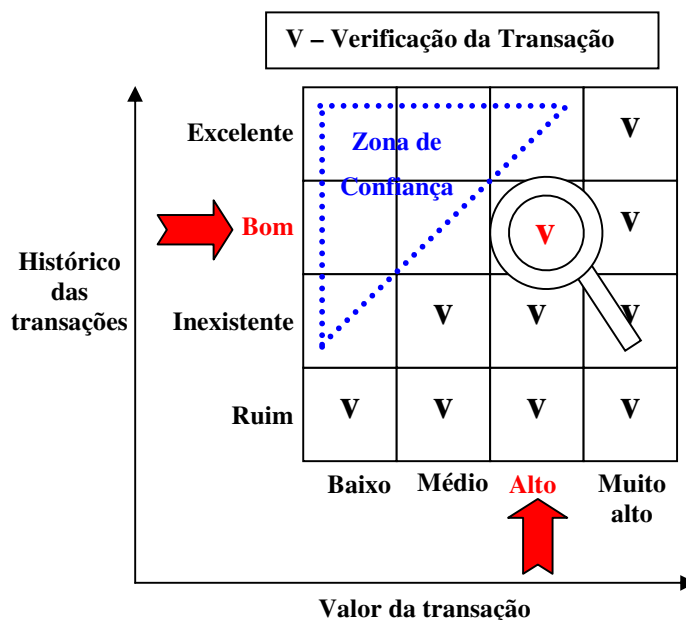 V – Verificação da Transação
Excelente
V
Zona de
Confiança
Bom
V
V
Histórico
das
transações
Inexistente
V
V
V
Ruim
V
V
V
V
Baixo
Médio
Alto
Muito
alto
Valor da transação